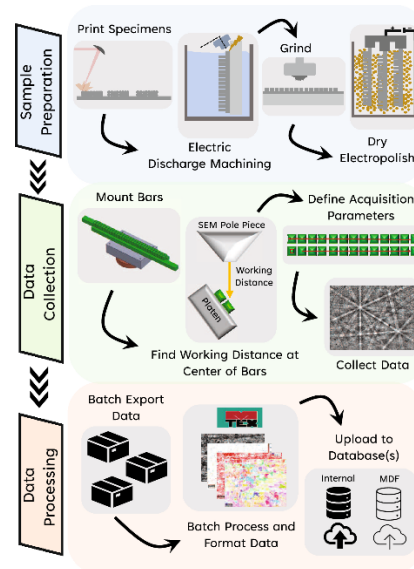 Sample
Preparation
Print Specimens
Electric
Discharge Machining
Grind
Dry
Electropolish
Data
Collection
Mount Bars
SEM Pole Piece
Working
Distance
Platen
Find Working Distance at
Center of Bars
Define Acquisition
Parameters
Collect Data
Data
Processing
Batch Export
Data
MTEX
Batch Process and
Format Data
Upload to
Database(s)
Internal
MDF